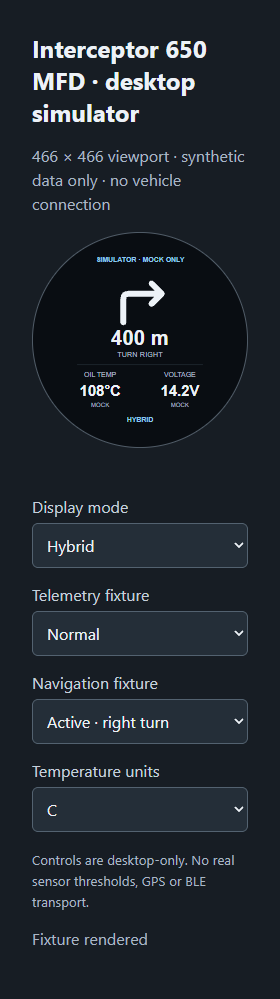 Interceptor 650
MFD · desktop
simulator
466 × 466 viewport · synthetic
data only · no vehicle
connection
SIMULATOR · MOCK ONLY
400 m
TURN RIGHT
OIL TEMP VOLTAGE
108°C 14.2V
MOCK MOCK
HYBRID
Display mode
Hybrid
Telemetry fixture
Normal
Navigation fixture
Active · right turn
Temperature units
C
Controls are desktop-only. No real
sensor thresholds, GPS or BLE
transport.
Fixture rendered